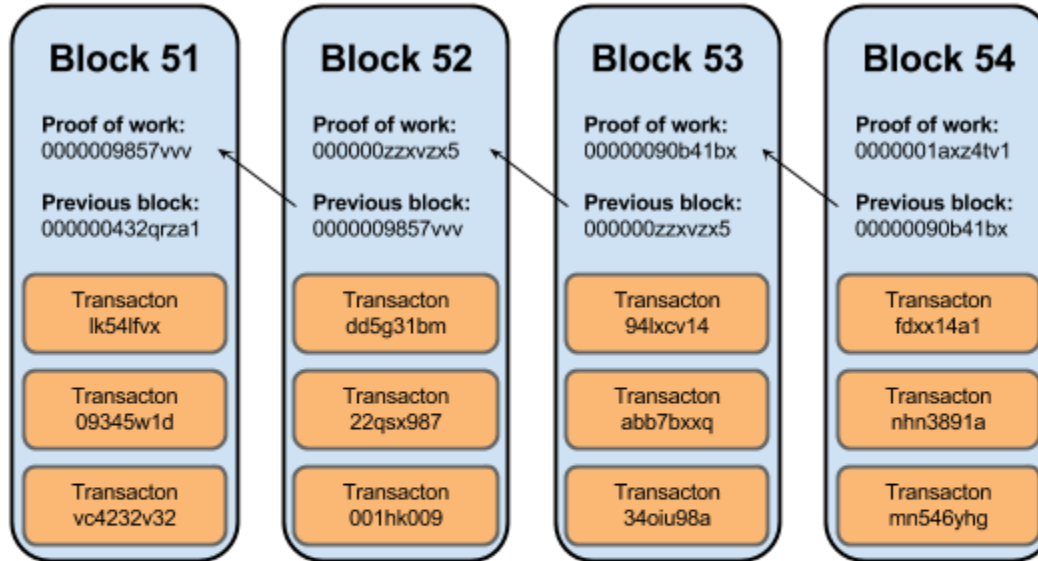 Block 51
Proof of work:
0000009857vvv
Previous block:
000000432qrza1
Transacton
lk54lfvx
Transacton
09345w1d
Transacton
vc4232v32
Block 52
Proof of work:
000000zzxvzx5
Previous block:
0000009857vvv
Transacton
dd5g31bm
Transacton
22qsx987
Transacton
001hk009
Block 53
Proof of work:
00000090b41bx
Previous block:
000000zzxvzx5
Transacton
94lxcv14
Transacton
abb7bxxq
Transacton
34oiu98a
Block 54
Proof of work:
0000001axz4tv1
Previous block:
00000090b41bx
Transacton
fdxx14a1
Transacton
nhn3891a
Transacton
mn546yhg